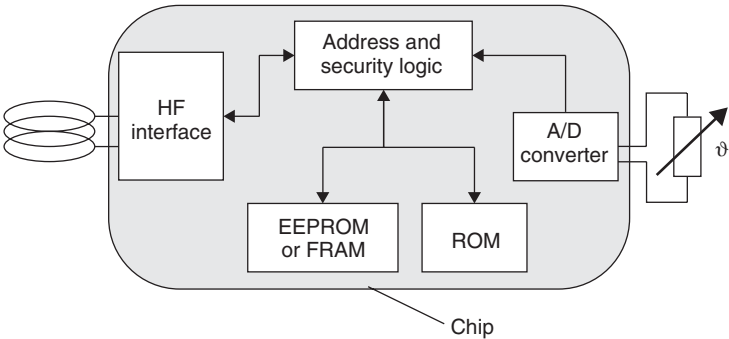 Address and
security logic
HF
interface
A/D
converter
ϑ
EEPROM
or FRAM
ROM
Chip